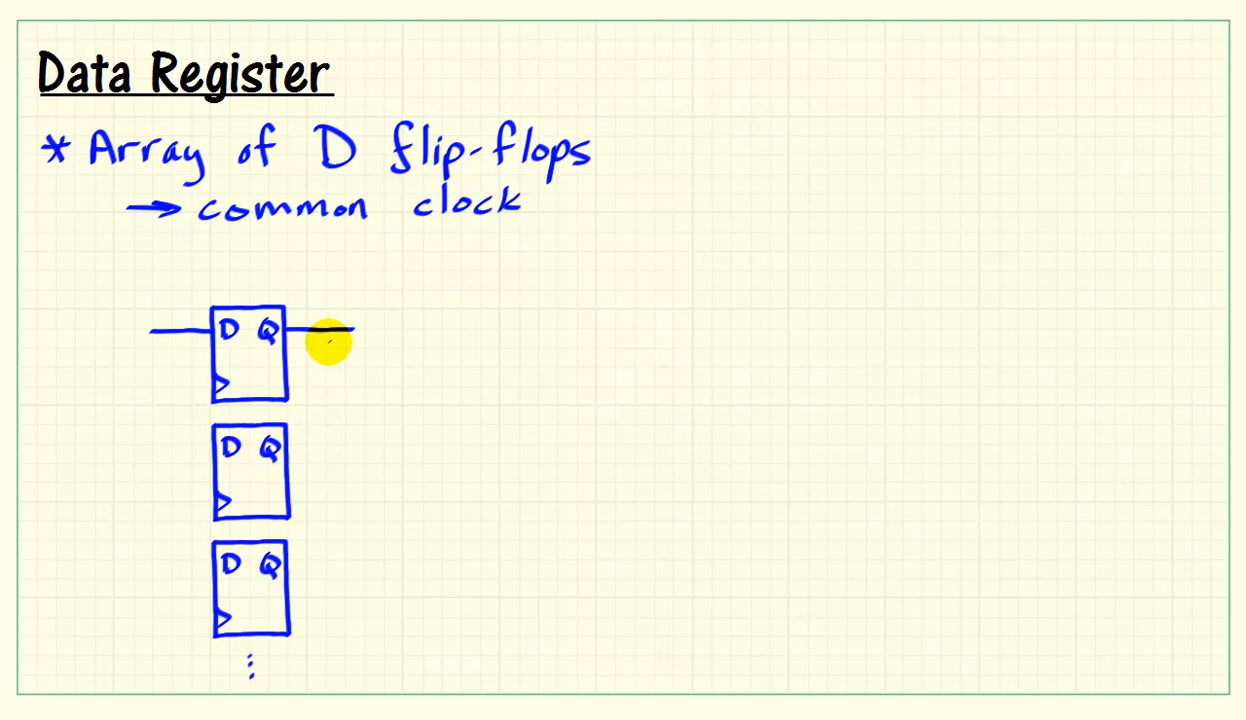 Data Register
* Array of D flip-flops
→ common clock
D Q
D Q
D Q
⋮